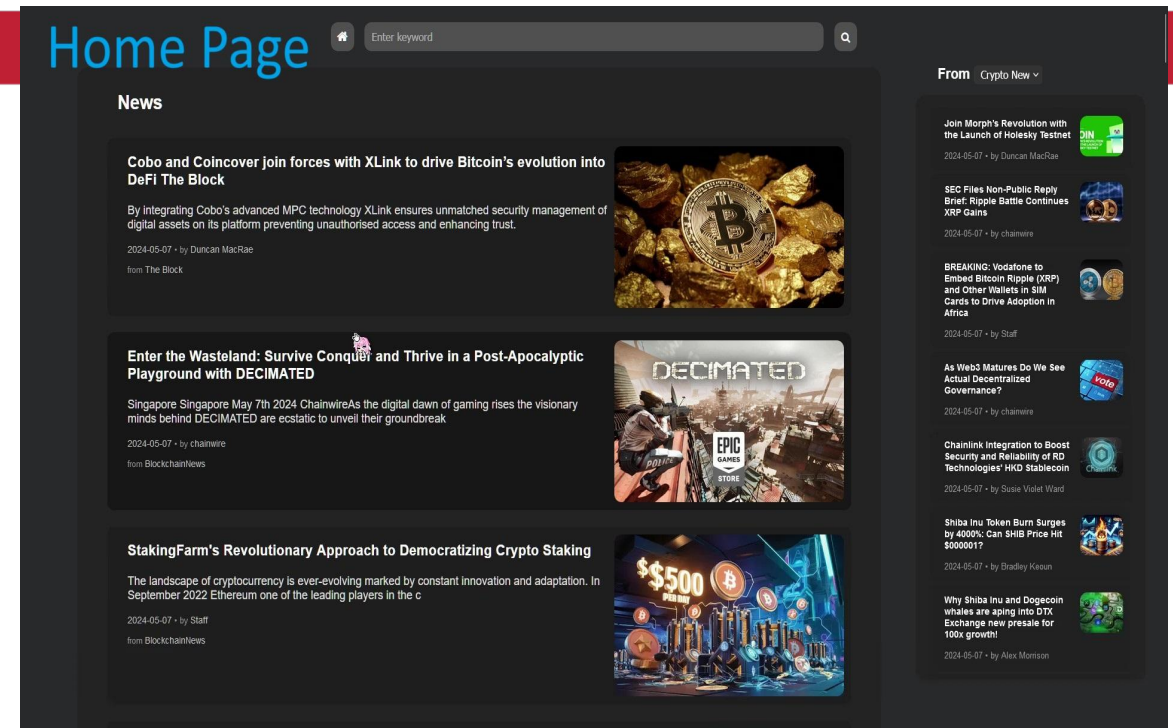 Home Page
Enter keyword
News
Cobo and Coincover join forces with XLink to drive Bitcoin's evolution into
DeFi The Block
By integrating Cobo's advanced MPC technology XLink ensures unmatched security management of
digital assets on its platform preventing unauthorised access and enhancing trust.
2024-05-07 • by Duncan MacRae
from The Block
Enter the Wasteland: Survive Conquer and Thrive in a Post-Apocalyptic
Playground with DECIMATED
Singapore Singapore May 7th 2024 ChainwireAs the digital dawn of gaming rises the visionary
minds behind DECIMATED are ecstatic to unveil their groundbreak
2024-05-07 • by chainwire
from BlockchainNews
DECIMATED
POLICE
EPIC
GAMES
STORE
StakingFarm's Revolutionary Approach to Democratizing Crypto Staking
The landscape of cryptocurrency is ever-evolving marked by constant innovation and adaptation. In
September 2022 Ethereum one of the leading players in the c
2024-05-07 • by Staff
from BlockchainNews
$$500
PER DAY
From Crypto New
Join Morph's Revolution with
the Launch of Holesky Testnet
2024-05-07 • by Duncan MacRae
SEC Files Non-Public Reply
Brief: Ripple Battle Continues
XRP Gains
2024-05-07 • by chainwire
BREAKING: Vodafone to
Embed Bitcoin Ripple (XRP)
and Other Wallets in SIM
Cards to Drive Adoption in
Africa
2024-05-07 • by Staff
As Web3 Matures Do We See
Actual Decentralized
Governance?
2024-05-07 • by chainwire
vote
Chainlink Integration to Boost
Security and Reliability of RD
Technologies' HKD Stablecoin
2024-05-07 • by Susie Violet Ward
Chainlink
Shiba Inu Token Burn Surges
by 4000%: Can SHIB Price Hit
$000001?
2024-05-07 • by Bradley Keoun
Why Shiba Inu and Dogecoin
whales are aping into DTX
Exchange new presale for
100x growth!
2024-05-07 • by Alex Morrison